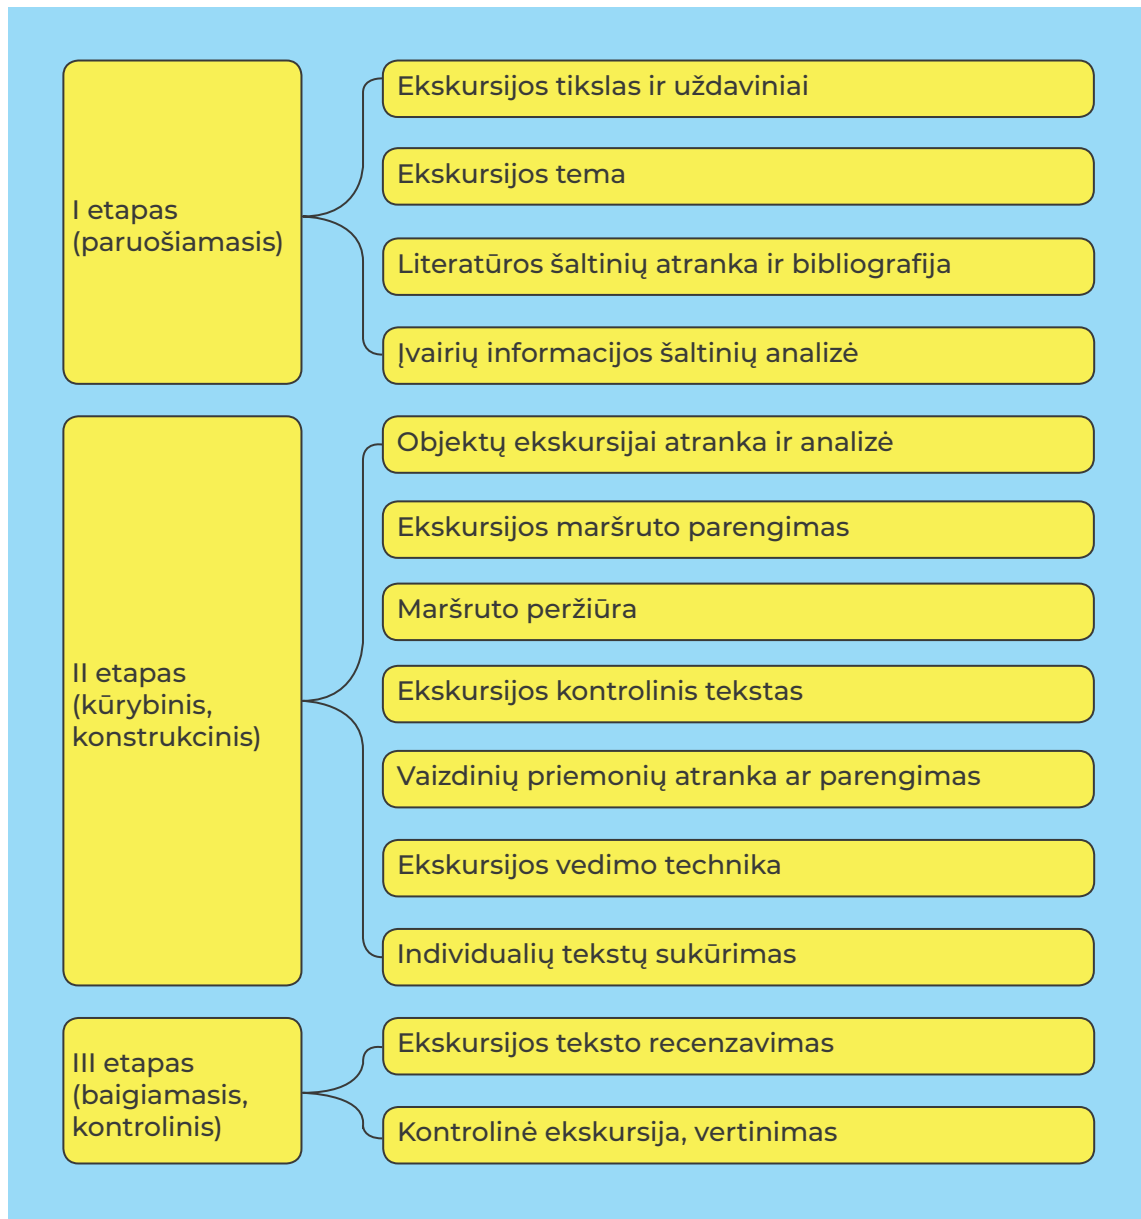 I etapas
(paruošiamasis)
Ekskursijos tikslas ir uždaviniai
Ekskursijos tema
Literatūros šaltinių atranka ir bibliografija
Įvairių informacijos šaltinių analizė
II etapas
(kūrybinis,
konstrukcinis)
Objektų ekskursijai atranka ir analizė
Ekskursijos maršruto parengimas
Maršruto peržiūra
Ekskursijos kontrolinis tekstas
Vaizdinių priemonių atranka ar parengimas
Ekskursijos vedimo technika
Individualių tekstų sukūrimas
III etapas
(baigiamasis,
kontrolinis)
Ekskursijos teksto recenzavimas
Kontrolinė ekskursija, vertinimas